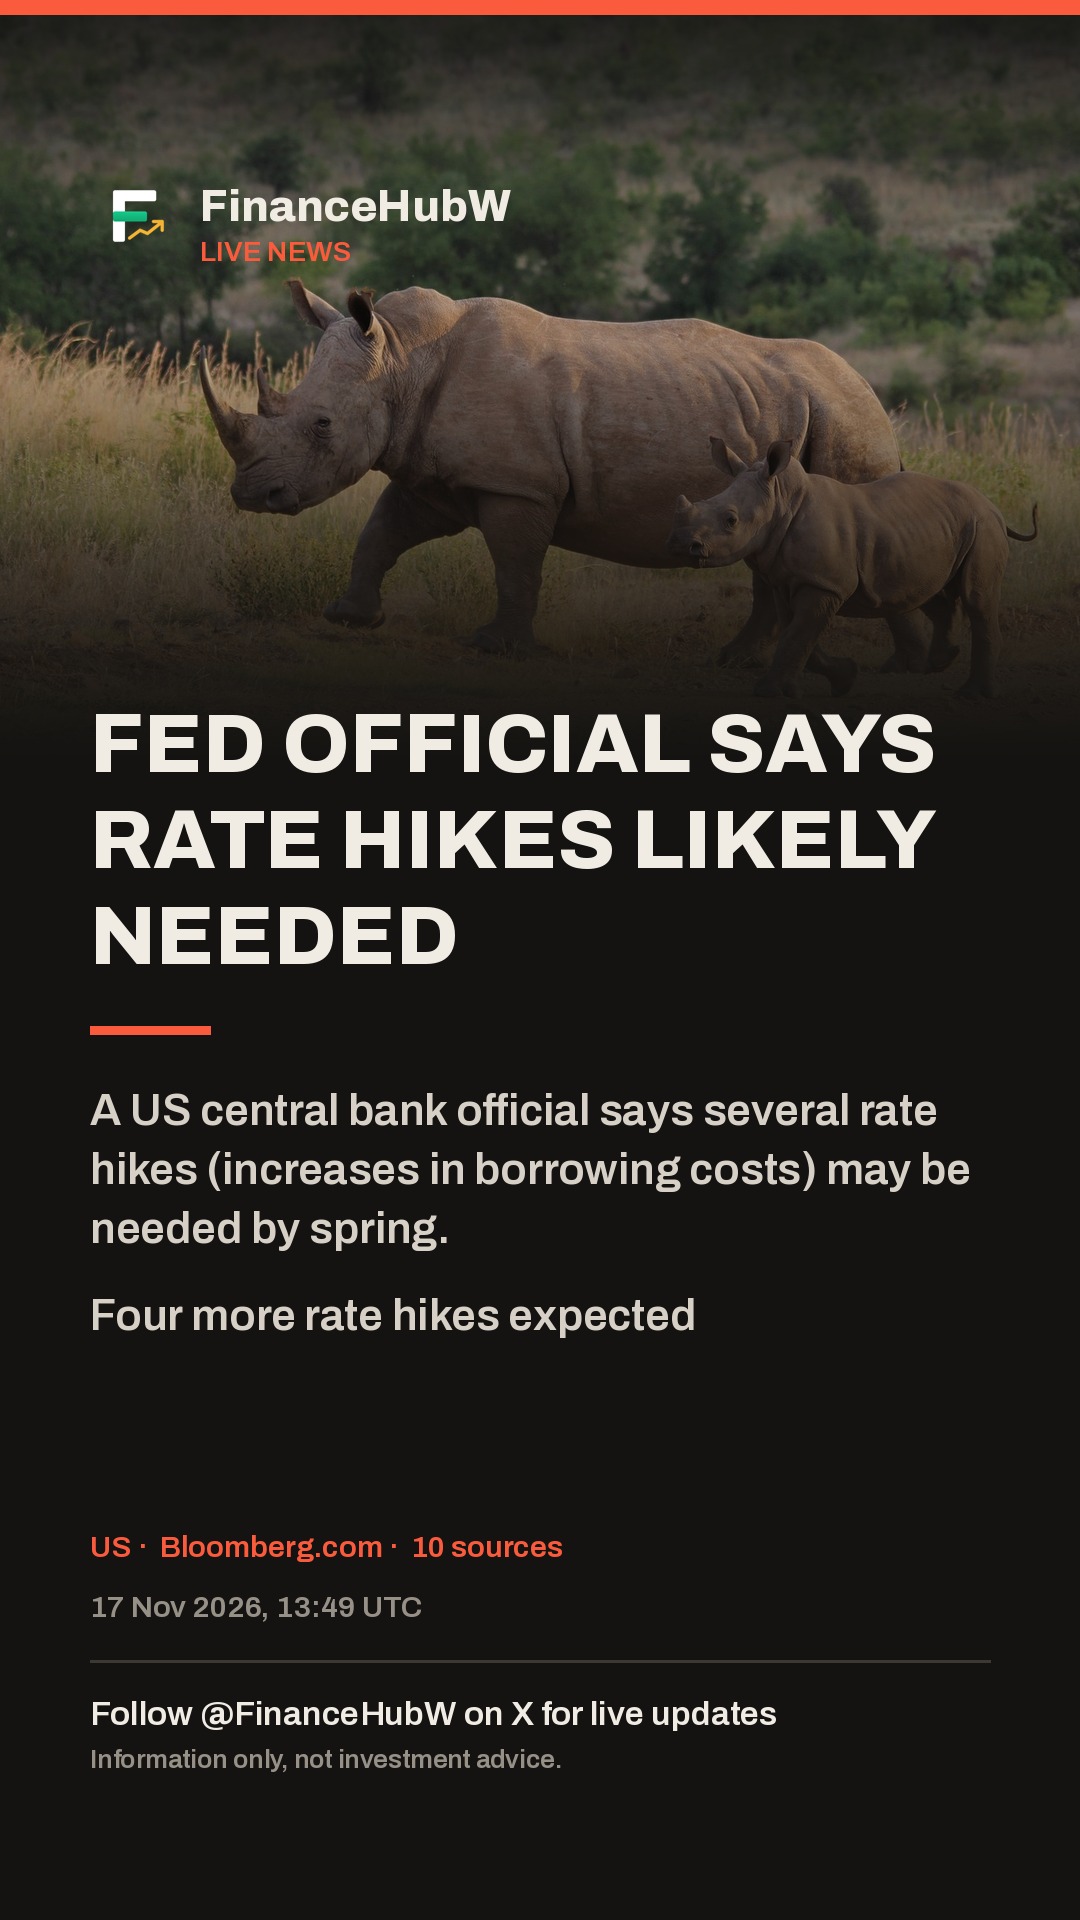 FinanceHubW
LIVE NEWS
FED OFFICIAL SAYS
RATE HIKES LIKELY
NEEDED
A US central bank official says several rate
hikes (increases in borrowing costs) may be
needed by spring.
Four more rate hikes expected
US · Bloomberg.com · 10 sources
17 Nov 2026, 13:49 UTC
Follow @FinanceHubW on X for live updates
Information only, not investment advice.